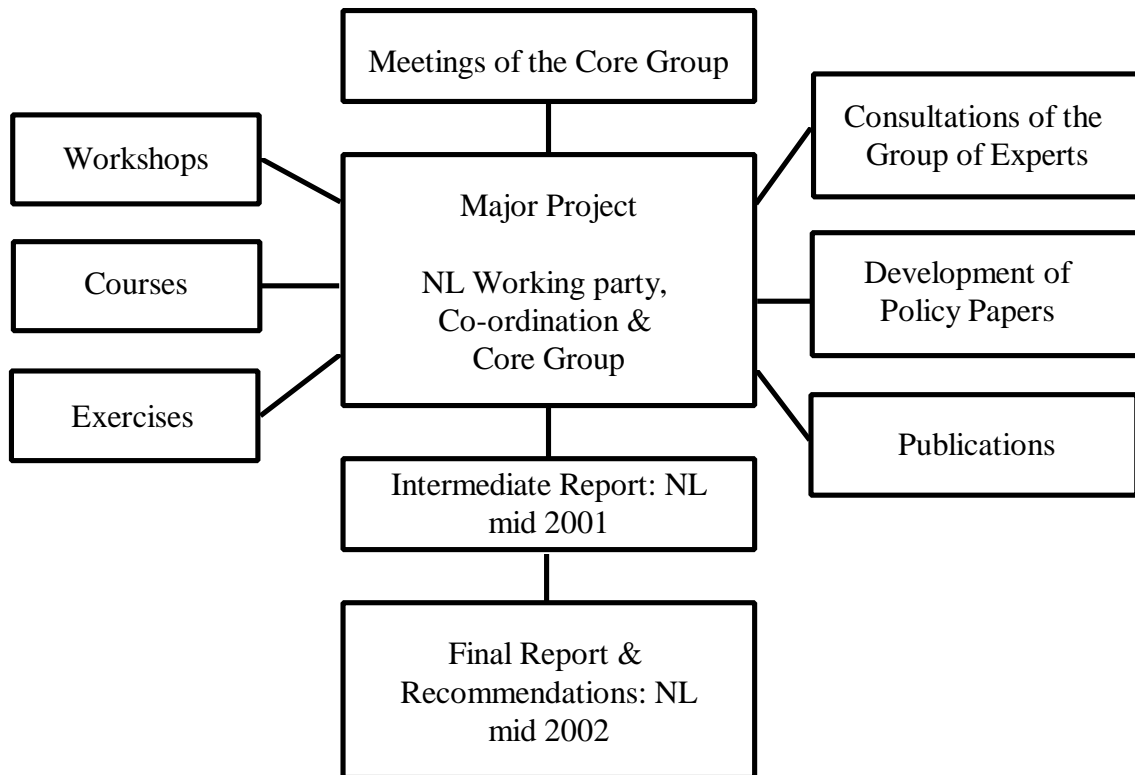 Meetings of the Core Group
Workshops
Courses
Exercises
Major Project
NL Working party,
Co-ordination &
Core Group
Consultations of the
Group of Experts
Development of
Policy Papers
Publications
Intermediate Report: NL
mid 2001
Final Report &
Recommendations: NL
mid 2002